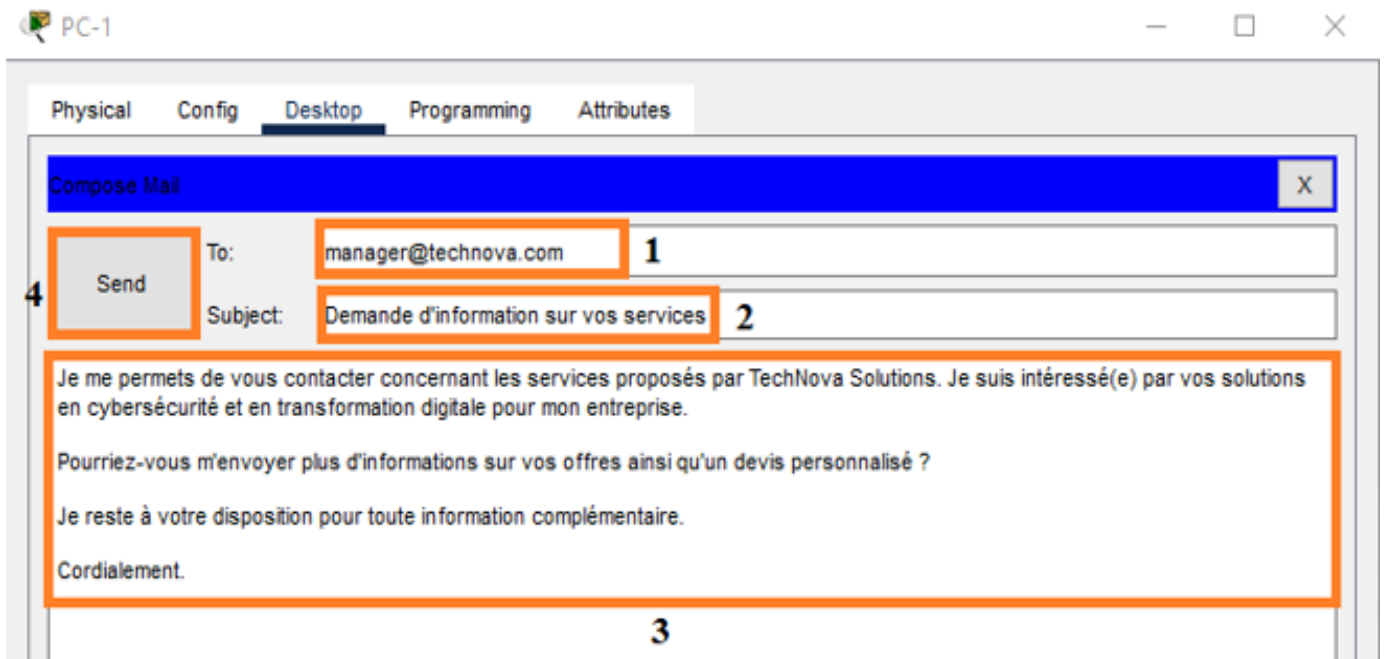 PC-1
Physical Config Desktop Programming Attributes
Compose Mail X
To: manager@technova.com 1
Send
4
Subject: Demande d'information sur vos services 2
Je me permets de vous contacter concernant les services proposés par TechNova Solutions. Je suis intéressé(e) par vos solutions
en cybersécurité et en transformation digitale pour mon entreprise.
Pourriez-vous m'envoyer plus d'informations sur vos offres ainsi qu'un devis personnalisé ?
Je reste à votre disposition pour toute information complémentaire.
Cordialement.
3